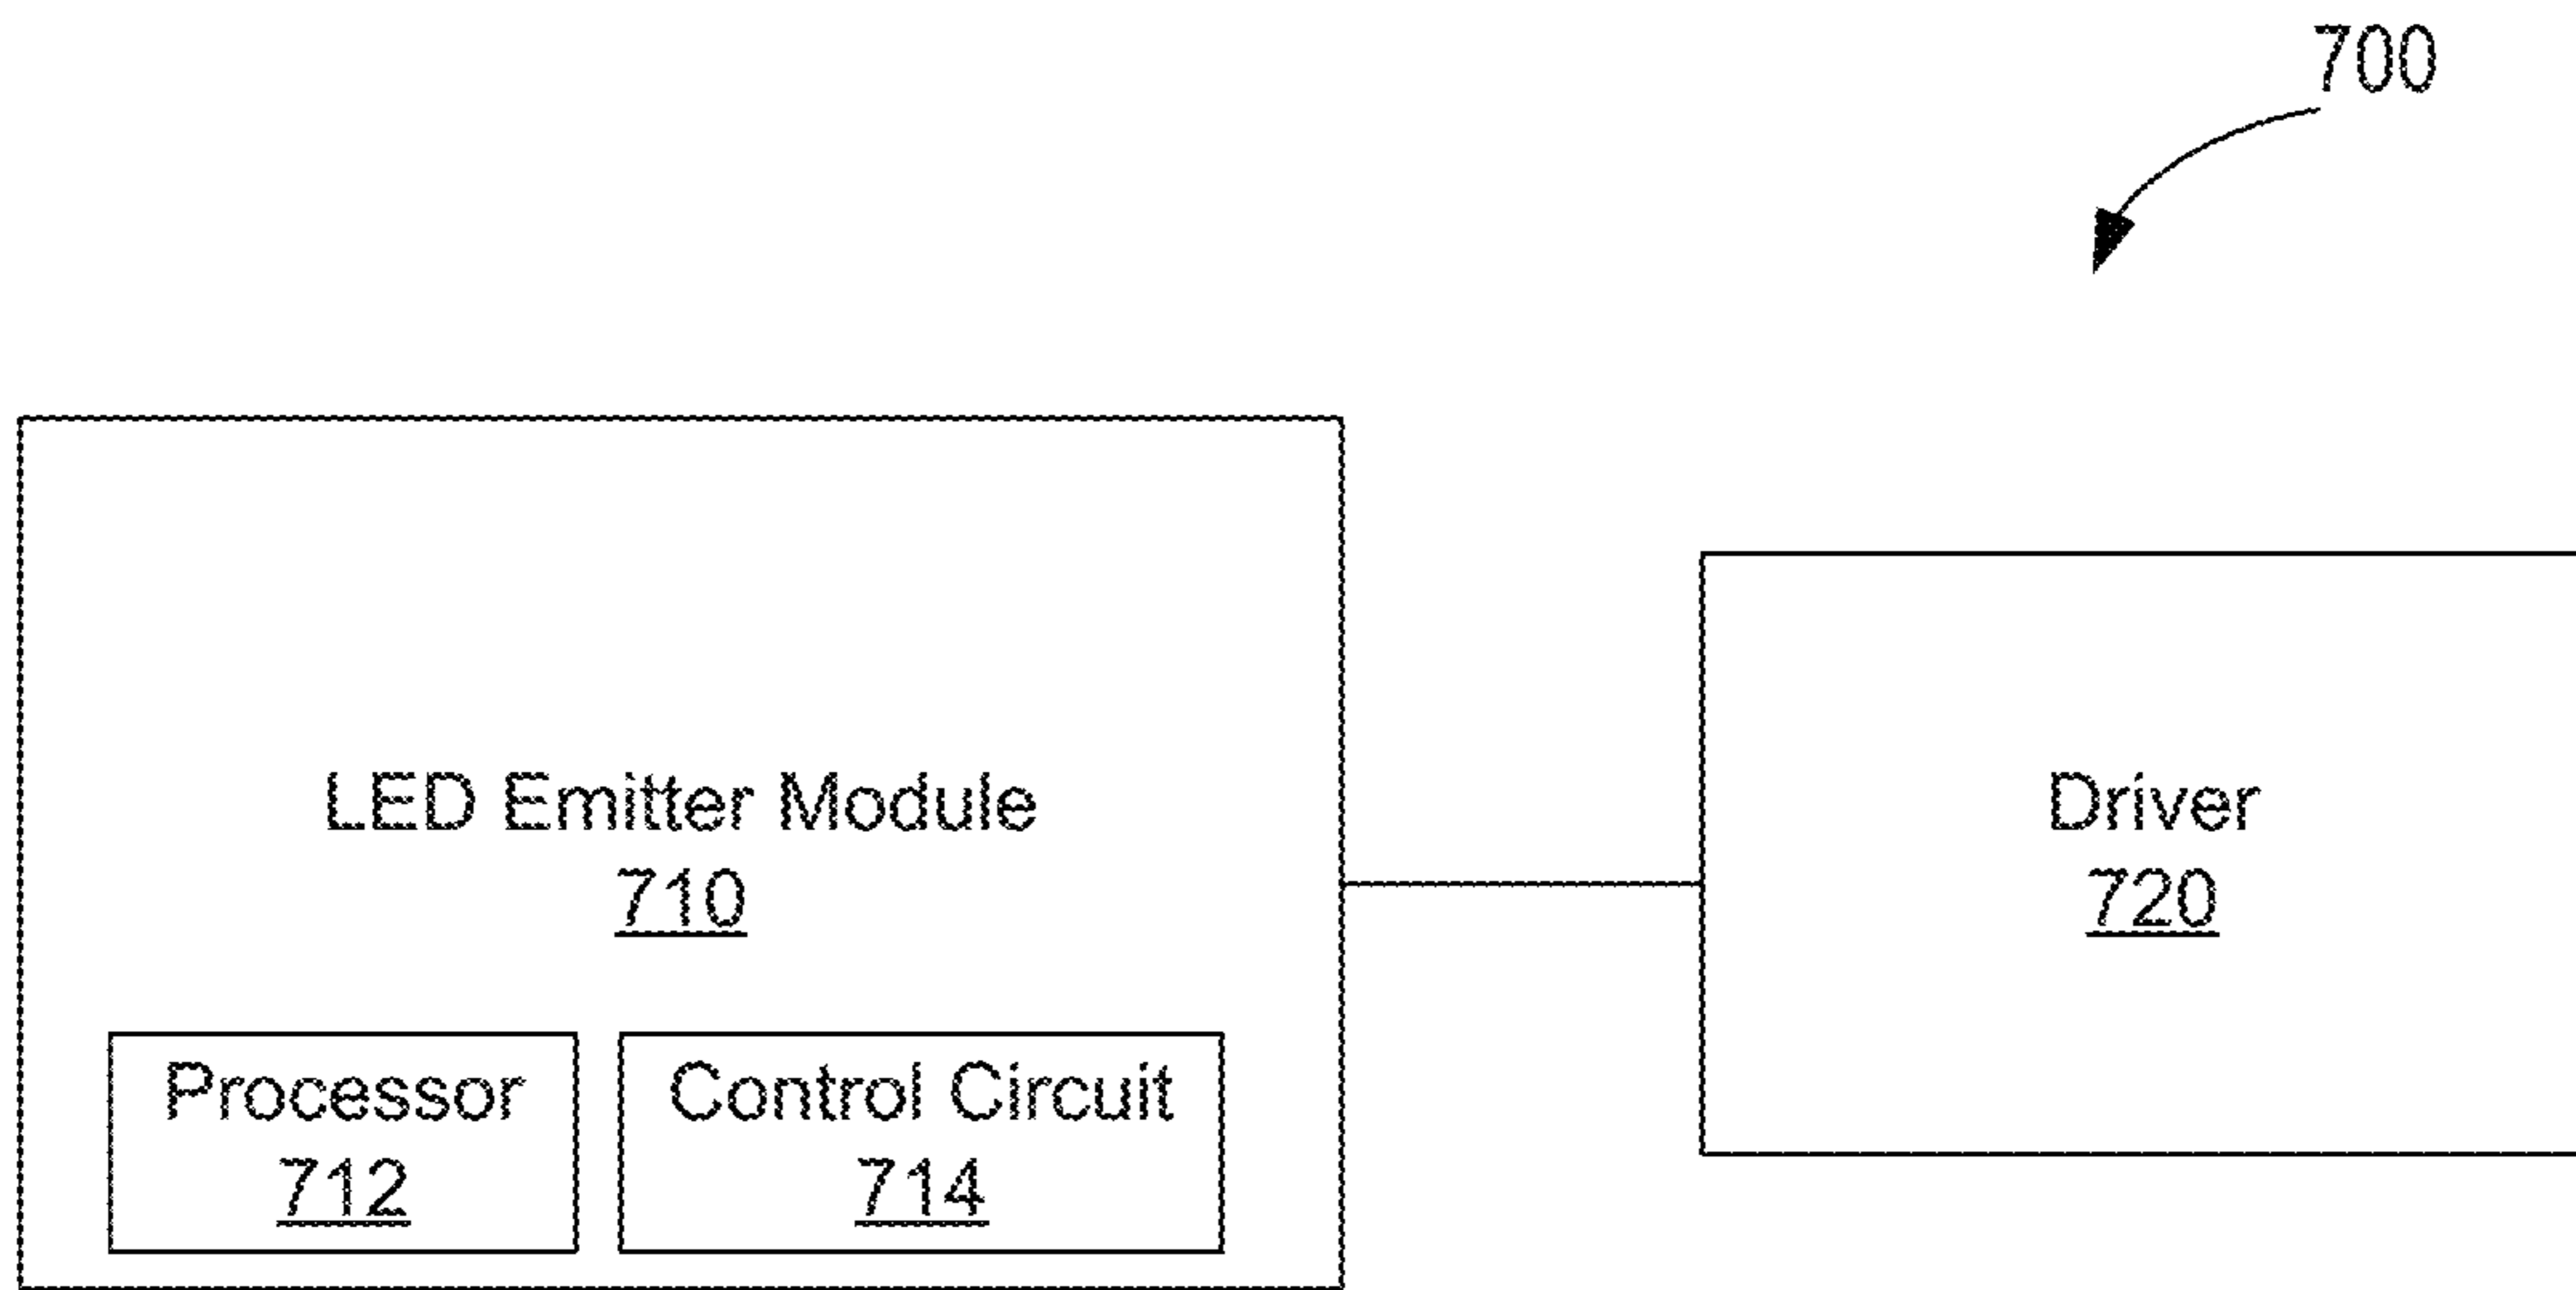 700
LED Emitter Module
710
Driver
720
Processor
712
Control Circuit
714